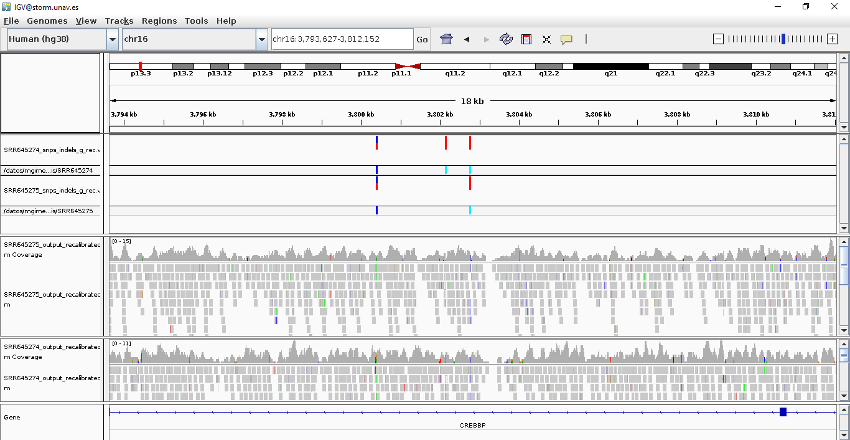 IGV@storm.unav.es
File Genomes View Tracks Regions Tools Help
Human (hg30) chr16 chr16:3,793,627-3,812,152 Go
p13.3 p13.2 p13.12 p12.3 p12.2 p12.1 p11.2 p11.1 q11.2 q12.1 q12.2 q21 q22.1 q22.3 q23.2 q24.1 q24
18 kb
3,794 kb 3,796 kb 3,798 kb 3,800 kb 3,802 kb 3,804 kb 3,806 kb 3,808 kb 3,810 kb 3,81
SRR645274_snps_indels_g_rec.v
/datos/mgime...is/SRR645274
SRR645275_snps_indels_g_rec.v
/datos/mgime...is/SRR645275
SRR645275_output_recalibrated
m Coverage
[0 - 15]
SRR645275_output_recalibrated
m
SRR645274_output_recalibrated
m Coverage
[0 - 11]
SRR645274_output_recalibrated
m
Gene
CREBBP